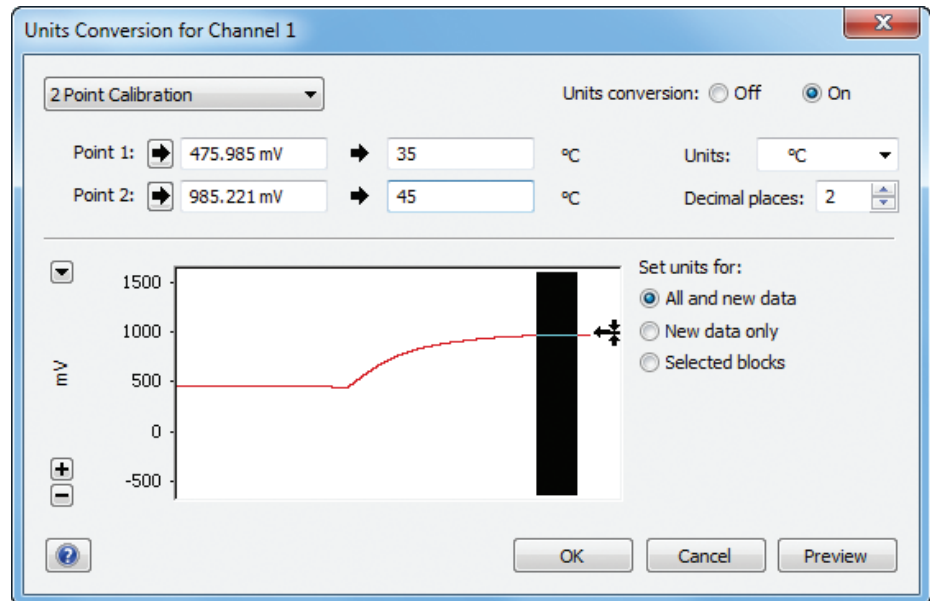 Units Conversion for Channel 1
2 Point Calibration
Units conversion: Off On
Point 1: 475.985 mV 35 ºC Units: ºC
Point 2: 985.221 mV 45 ºC Decimal places: 2
Set units for:
All and new data
New data only
Selected blocks
mV
1500
1000
500
0
-500
OK Cancel Preview